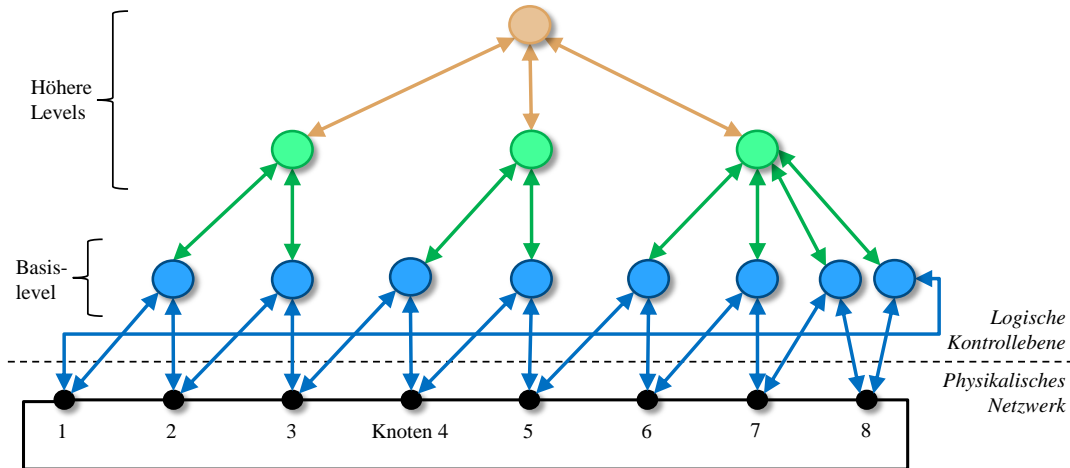 Höhere
Levels
Basis-
level
Logische
Kontrollebene
Physikalisches
Netzwerk
1 2 3 Knoten 4 5 6 7 8